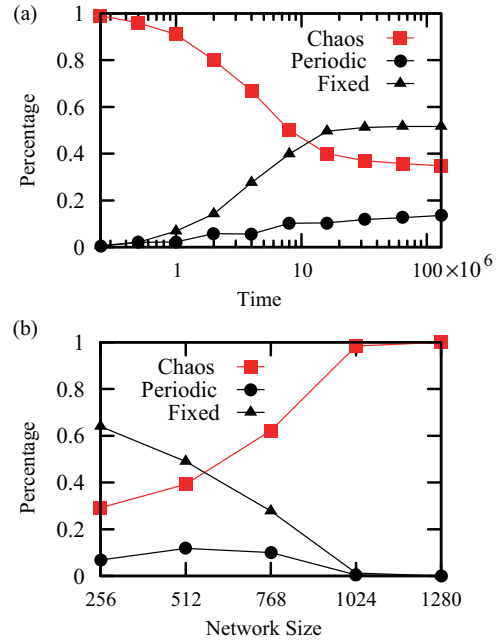 (a)
1
0.8
0.6
0.4
0.2
0
Percentage
Chaos
Periodic
Fixed
1 10 100×10⁶
Time
(b)
1
0.8
0.6
0.4
0.2
0
Percentage
Chaos
Periodic
Fixed
256 512 768 1024 1280
Network Size